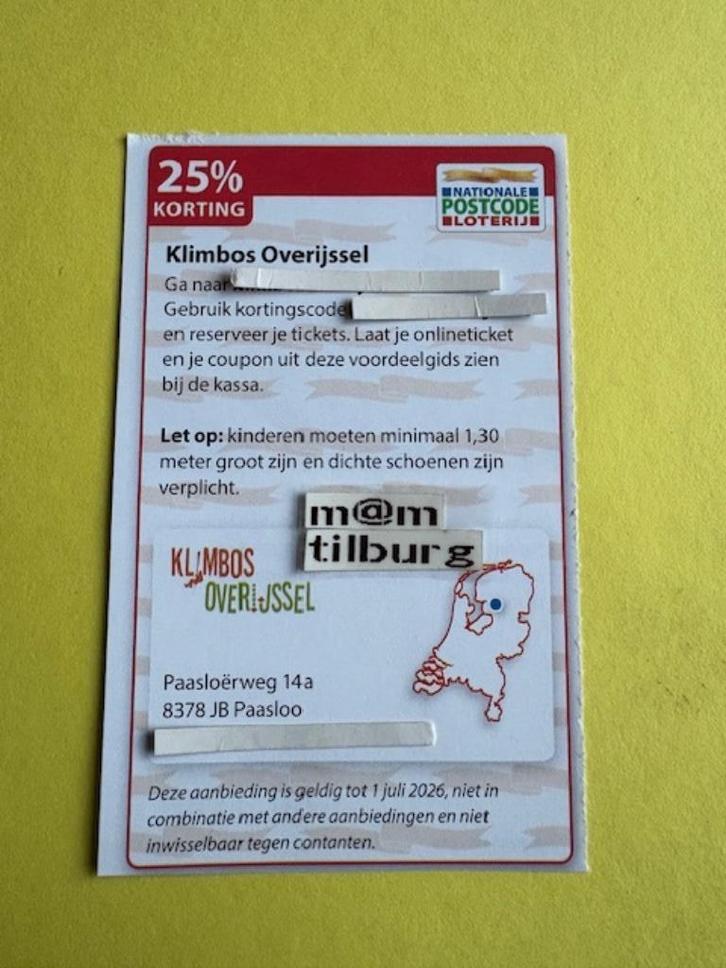 25%
KORTING
NATIONALE
POSTCODE
LOTERIJ
Klimbos Overijssel
Ga naar
Gebruik kortingscode
en reserveer je tickets. Laat je onlineticket
en je coupon uit deze voordeelgids zien
bij de kassa.
Let op: kinderen moeten minimaal 1,30
meter groot zijn en dichte schoenen zijn
verplicht.
m@m
tilburg
KLIMBOS
OVERIJSSEL
Paasloërweg 14a
8378 JB Paasloo
Deze aanbieding is geldig tot 1 juli 2026, niet in
combinatie met andere aanbiedingen en niet
inwisselbaar tegen contanten.